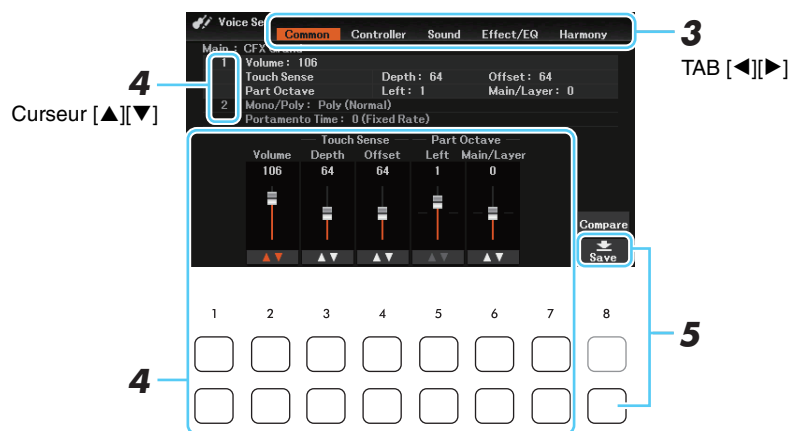 Voice Se
Common Controller Sound Effect/EQ Harmony
3
TAB [◀][▶]
Main : CFX Grand
4
Curseur [▲][▼]
1 Volume : 106
Touch Sense Depth : 64 Offset : 64
Part Octave Left : 1 Main/Layer : 0
2 Mono/Poly : Poly (Normal)
Portamento Time : 0 (Fixed Rate)
Touch Sense Part Octave
Volume Depth Offset Left Main/Layer
106 64 64 1 0
Compare
Save
▲▼ ▲▼ ▲▼ ▲▼ ▲▼
1 2 3 4 5 6 7 8
5
4